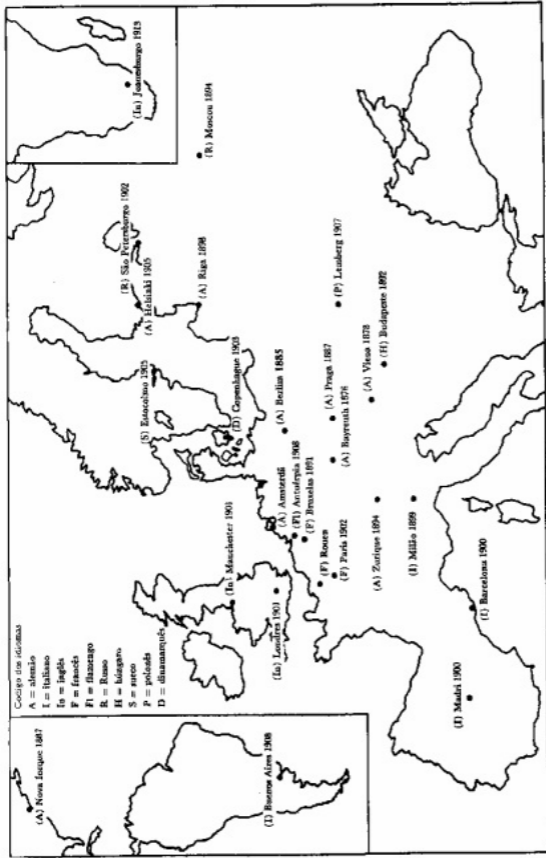 Codigo dos idiomas
A = alemão
I = italiano
In = inglês
F = francês
Fl = flamengo
R = Russo
H = húngaro
S = sueco
P = polonês
D = dinamarquês
(A) Nova Iorque 1887
(I) Buenos Aires 1908
(In) Joanesburgo 1913
(R) São Petersburgo 1902
(A) Helsinki 1905
(R) Moscou 1894
(S) Estocolmo 1905
(A) Riga 1898
(D) Copenhague 1903
(In) Manchester 1901
(In) Londres 1901
(A) Berlim 1885
(A) Amsterdã
(Fl) Antuérpia 1908
(F) Bruxelas 1891
(P) Lemberg 1907
(A) Praga 1887
(A) Bayreuth 1876
(F) Rouen
(F) Paris 1902
(A) Viena 1878
(H) Budapeste 1892
(A) Zurique 1894
(I) Milão 1899
(I) Barcelona 1900
(I) Madri 1900